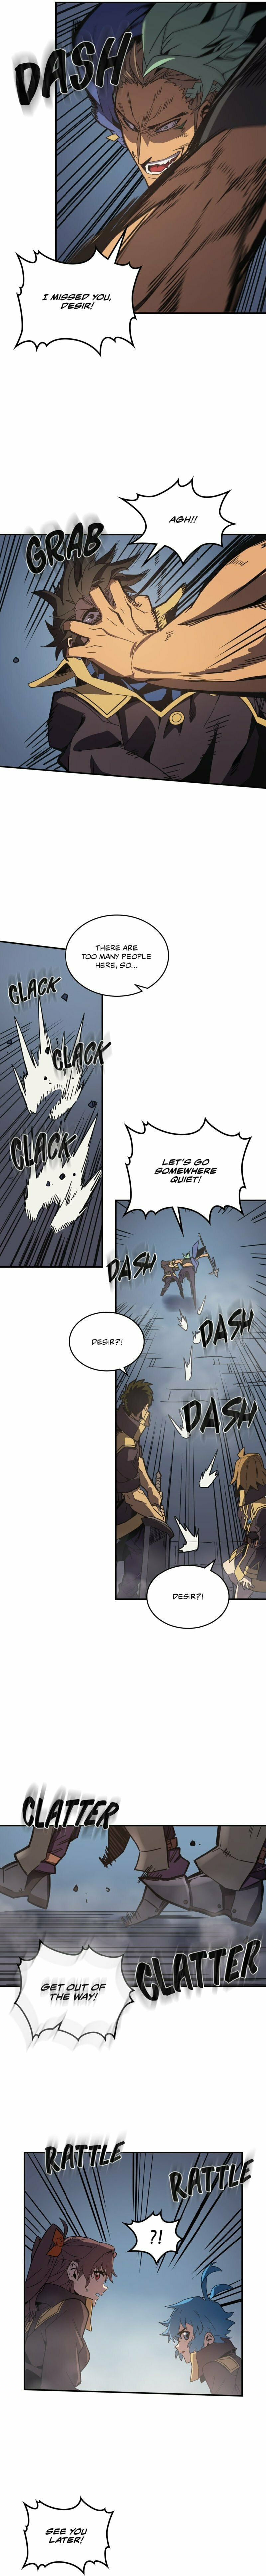 DASH
I MISSED YOU,
DESIR!
AGH!!
GRAB
THERE ARE
TOO MANY PEOPLE
HERE, SO...
CLACK
CLACK
CLACK
LET'S GO
SOMEWHERE
QUIET!
DASH
DESIR?!
DASH
DASH
DESIR?!
CLATTER
GET OUT OF
THE WAY!
CLATTER
RATTLE
RATTLE
?!
SEE YOU
LATER!